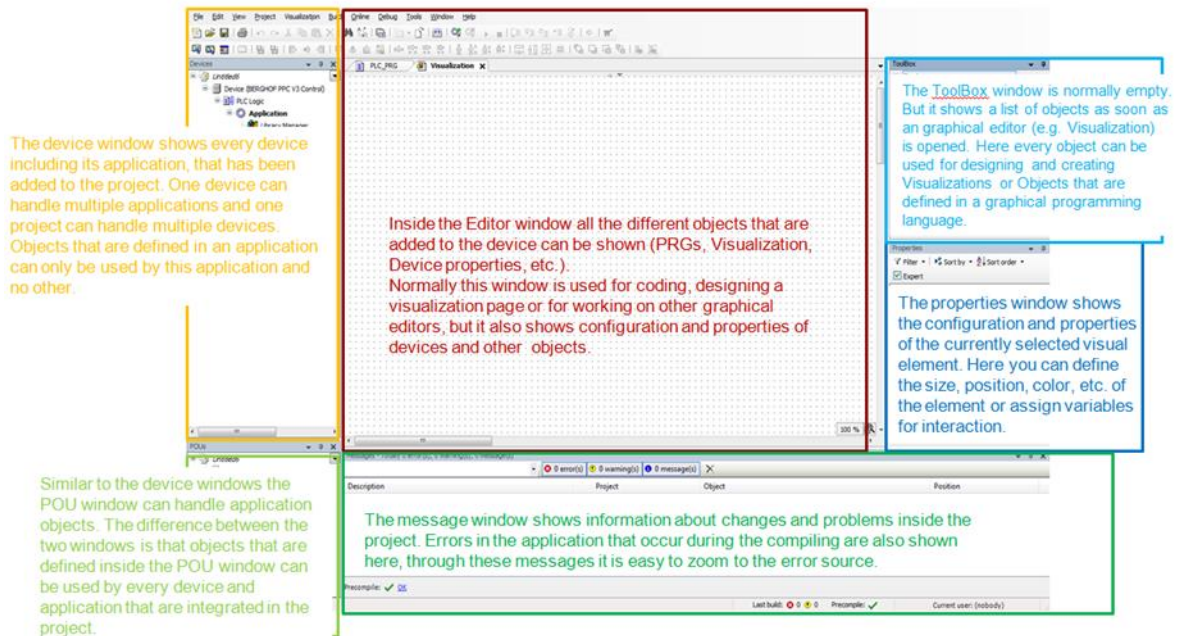 File Edit View Project Visualization Build Online Debug Tools Window Help
Devices
Untitled6
Device (BERGHOF PPC V3 Control)
PLC Logic
Application
Library Manager
The device window shows every device
including its application, that has been
added to the project. One device can
handle multiple applications and one
project can handle multiple devices.
Objects that are defined in an application
can only be used by this application and
no other.
PLC_PRG Visualization
Inside the Editor window all the different objects that are
added to the device can be shown (PRGs, Visualization,
Device properties, etc.).
Normally this window is used for coding, designing a
visualization page or for working on other graphical
editors, but it also shows configuration and properties of
devices and other objects.
100 %
ToolBox
The ToolBox window is normally empty.
But it shows a list of objects as soon as
an graphical editor (e.g. Visualization)
is opened. Here every object can be
used for designing and creating
Visualizations or Objects that are
defined in a graphical programming
language.
Properties
Filter Sort by Sort order
Expert
The properties window shows
the configuration and properties
of the currently selected visual
element. Here you can define
the size, position, color, etc. of
the element or assign variables
for interaction.
POUs
Similar to the device windows the
POU window can handle application
objects. The difference between the
two windows is that objects that are
defined inside the POU window can
be used by every device and
application that are integrated in the
project.
0 error(s) 0 warning(s) 0 message(s)
Description Project Object Position
The message window shows information about changes and problems inside the
project. Errors in the application that occur during the compiling are also shown
here, through these messages it is easy to zoom to the error source.
Precompile: OK
Last build: 0 0 Precompile: Current user: (nobody)